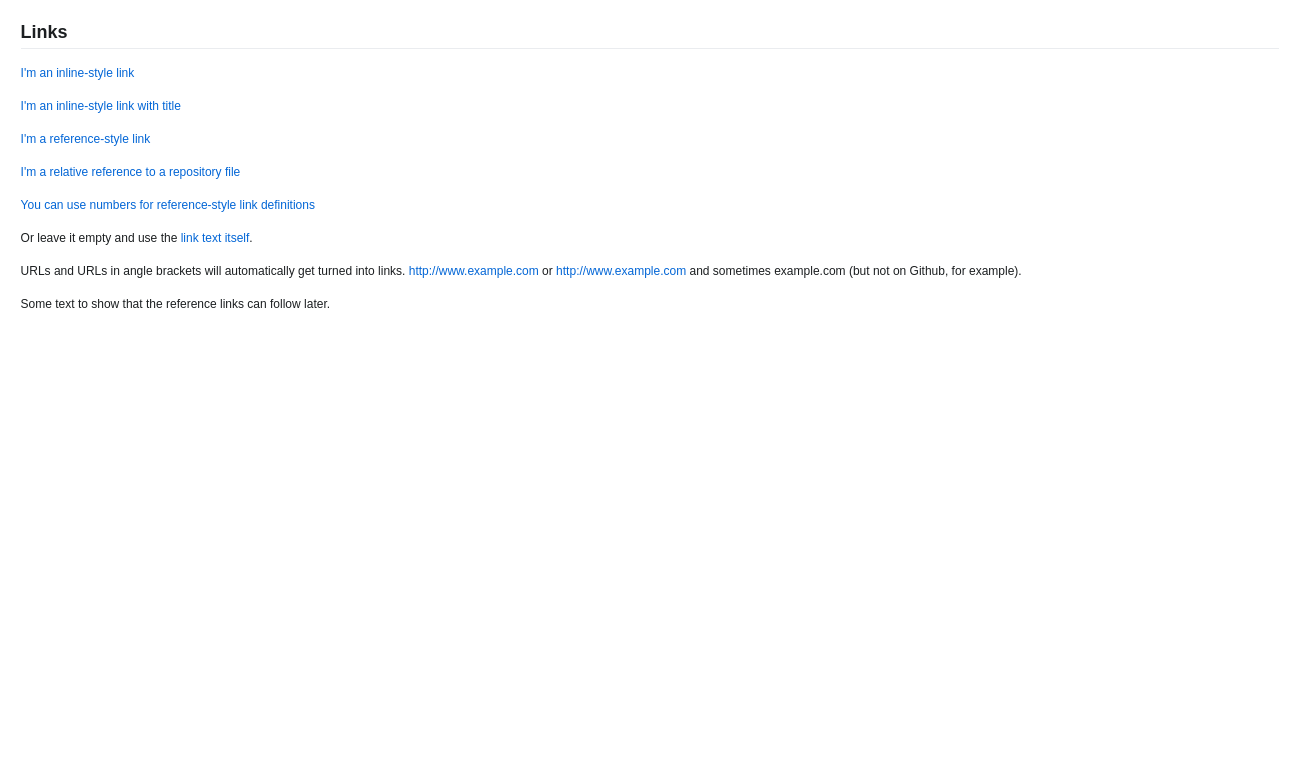 Links
I'm an inline-style link
I'm an inline-style link with title
I'm a reference-style link
I'm a relative reference to a repository file
You can use numbers for reference-style link definitions
Or leave it empty and use the link text itself.
URLs and URLs in angle brackets will automatically get turned into links. http://www.example.com or http://www.example.com and sometimes example.com (but not on Github, for example).
Some text to show that the reference links can follow later.